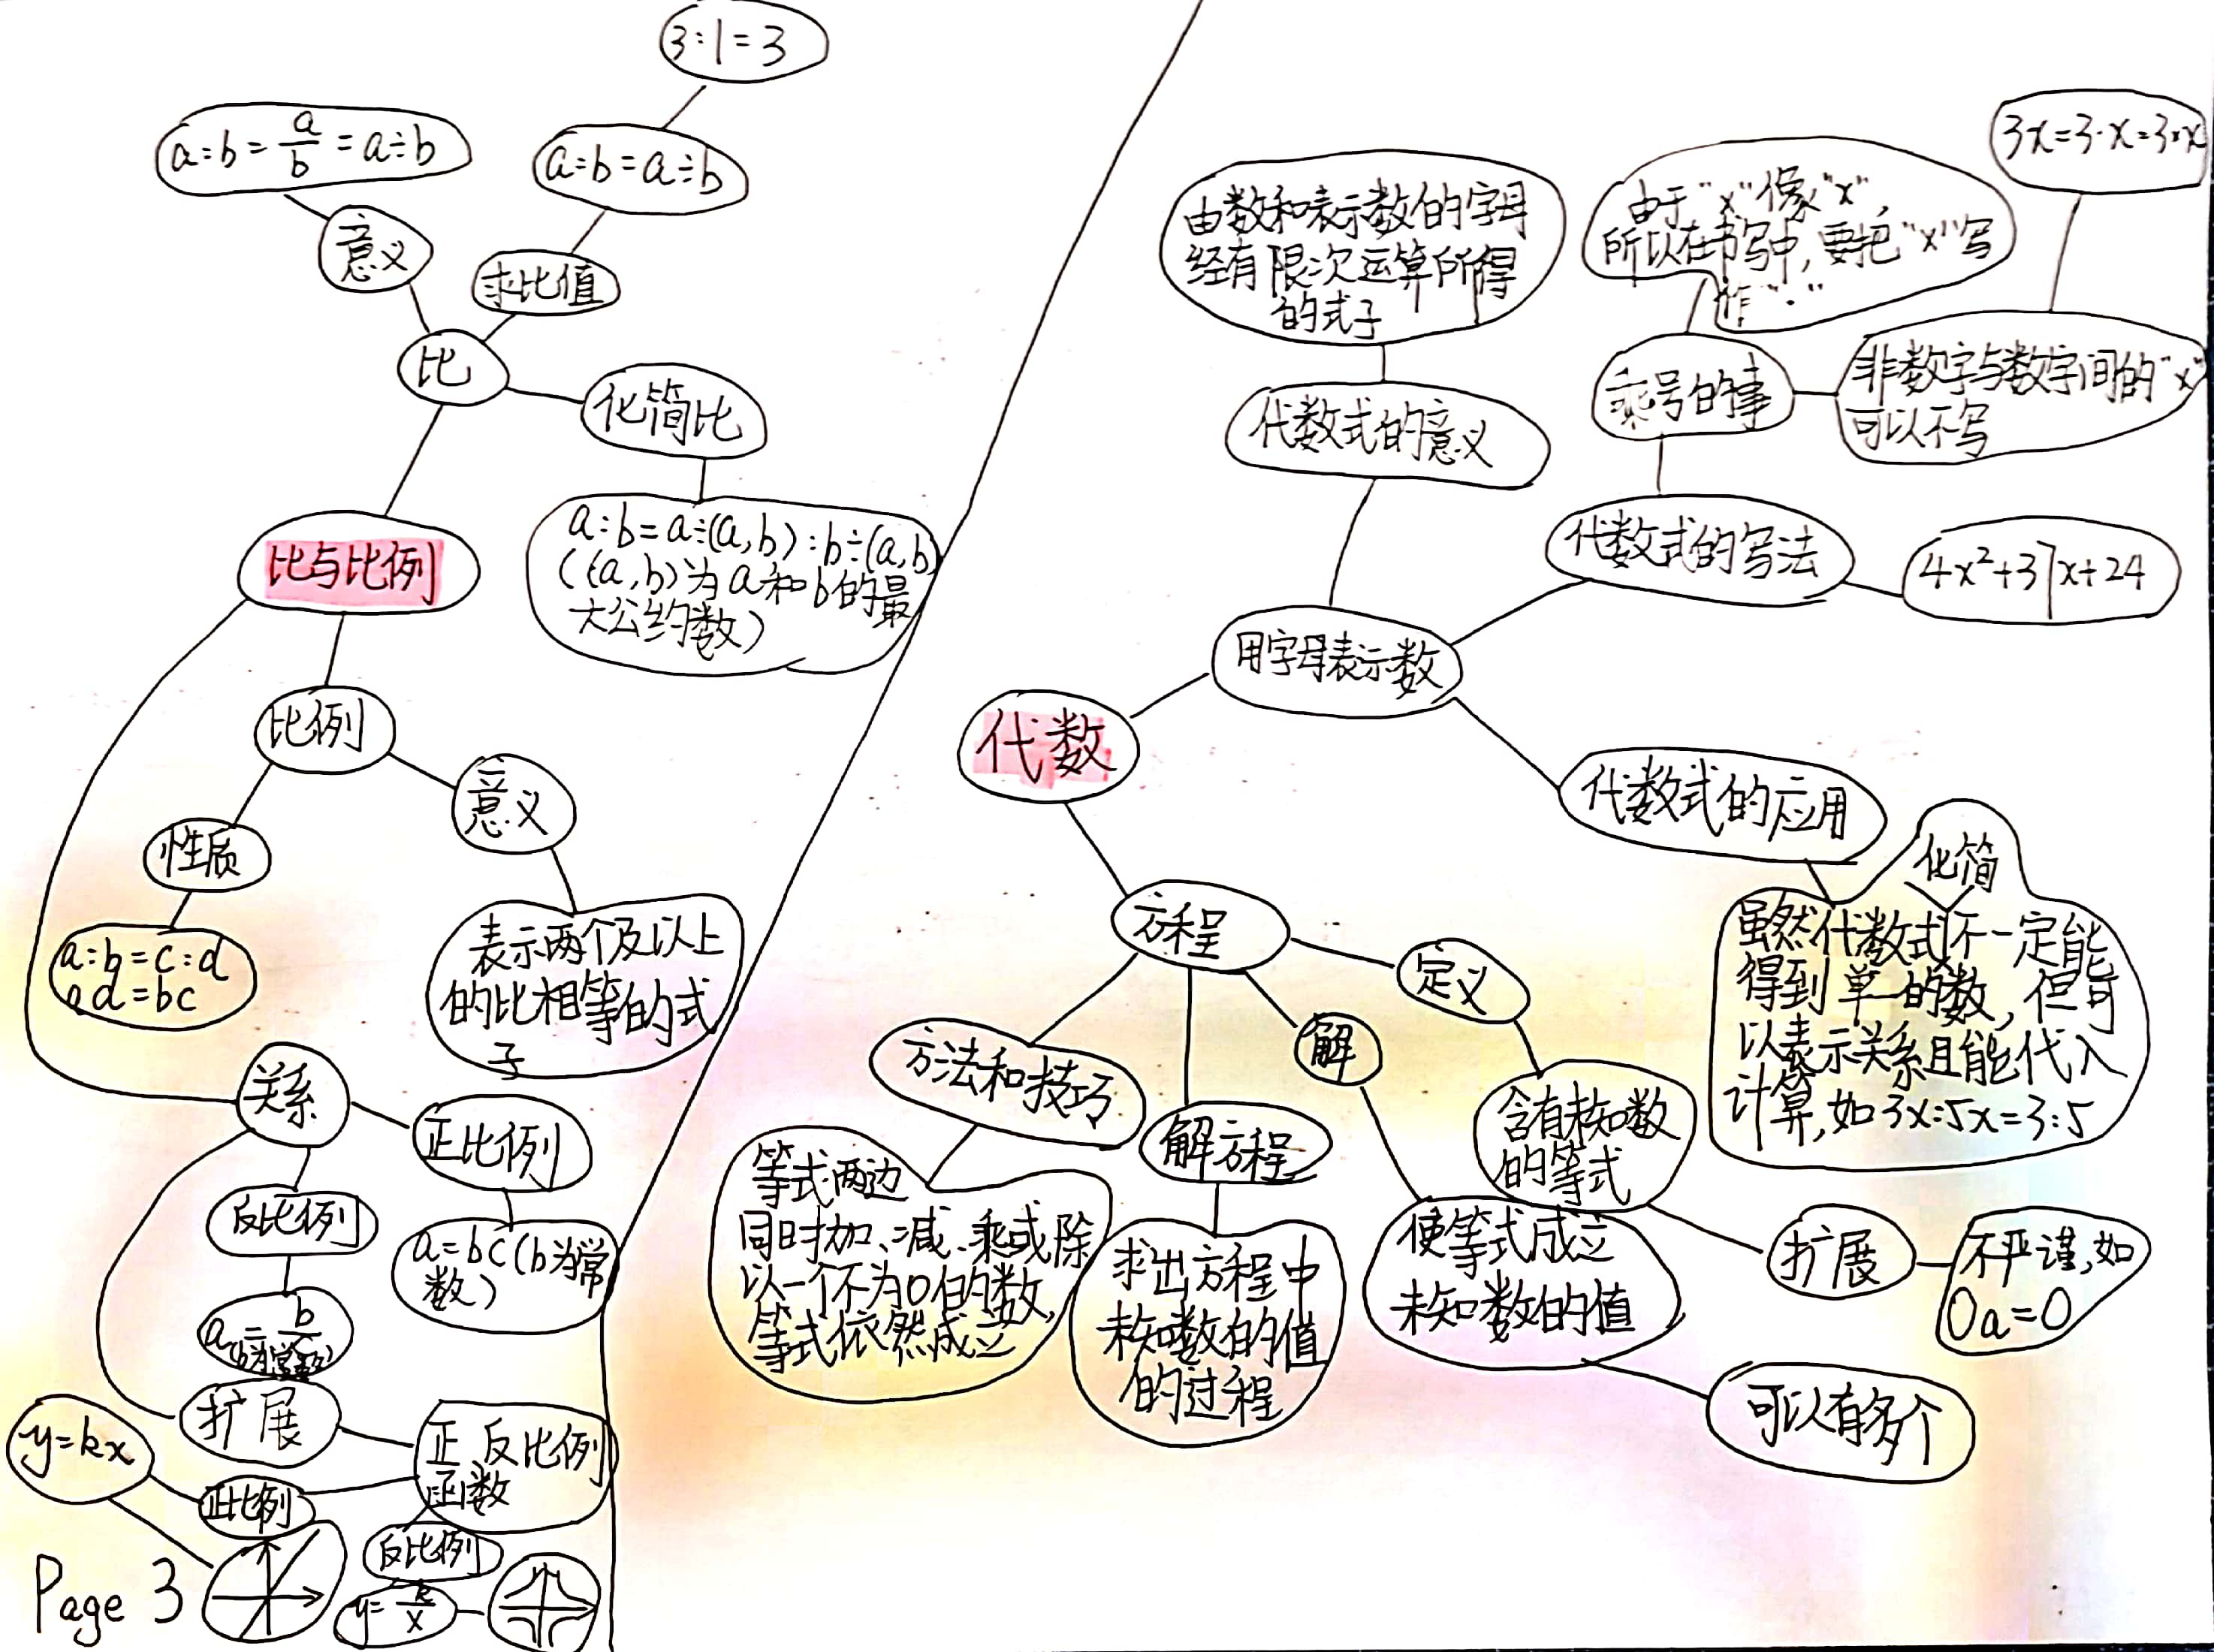 3:1=3
a:b=a/b=a÷b
a:b=a÷b
意义
求比值
比
化简比
a:b=a÷(a,b):b÷(a,b)
((a,b)为a和b的最
大公约数)
比与比例
比例
性质
意义
a:b=c:d
ad=bc
表示两个及以上
的比相等的式
子
关系
正比例
反比例
a=bc(b为常
数)
a=b/c
(b为常数)
扩展
正反比例
函数
y=kx
正比例
反比例
y=k/x
Page 3
3x=3·x=3×x
由数和表示数的字母
经有限次运算所得
的式子
由于"x"像"x",
所以在书写中,要把"x"写
作"·"
代数式的意义
乘号的事
非数字与数字间的"x"
可以不写
代数式的写法
4x²+37x+24
用字母表示数
代数
代数式的应用
化简
虽然代数式不一定能
得到单一的数,但可
以表示关系且能代入
计算,如3x:5x=3:5
方程
定义
解
方法和技巧
解方程
含有未知数
的等式
等式两边
同时加、减、乘或除
以一个不为0的数,
等式依然成立
求出方程中
未知数的值
的过程
使等式成立
未知数的值
扩展
不严谨,如
0a=0
可以有多个